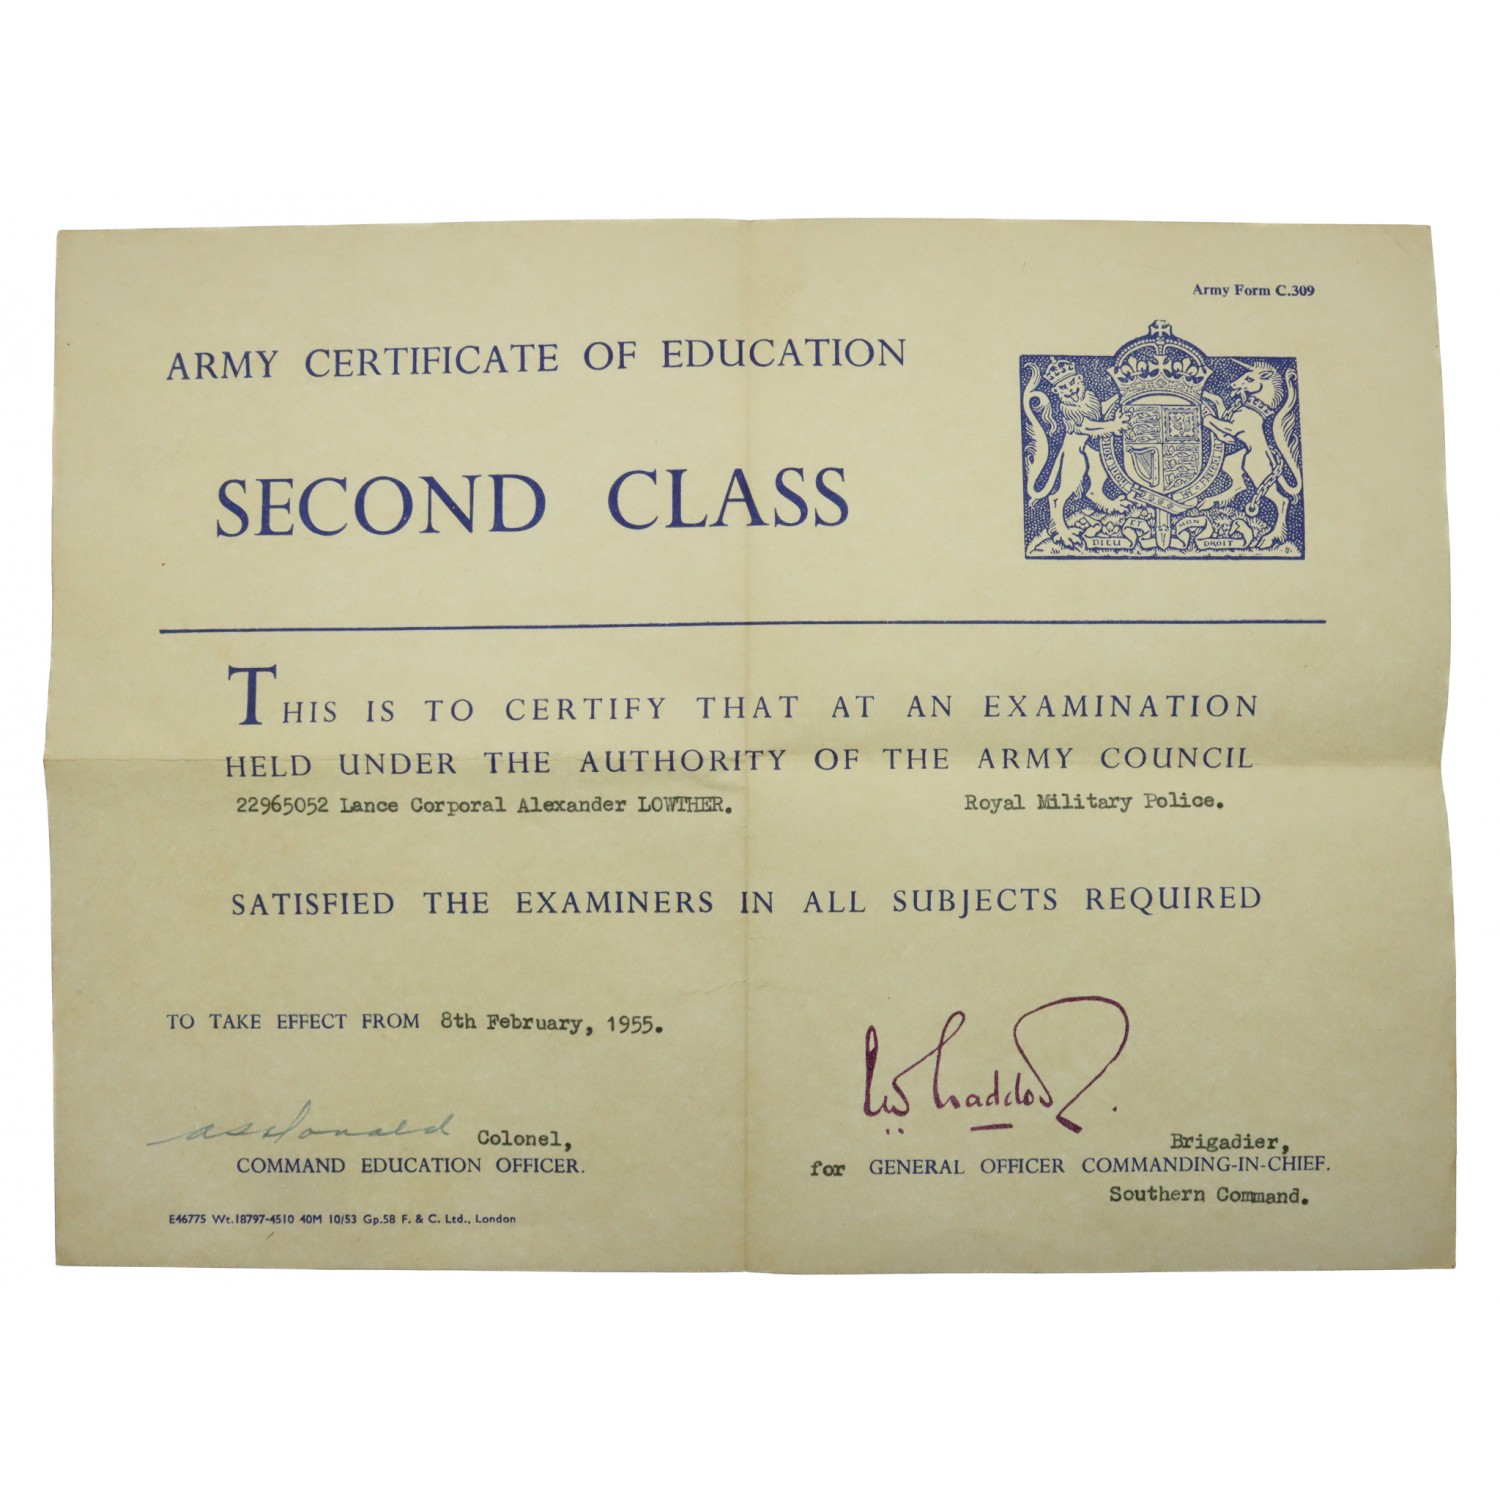 Army Form C.309
ARMY CERTIFICATE OF EDUCATION
SECOND CLASS
DIEU ET MON DROIT
THIS IS TO CERTIFY THAT AT AN EXAMINATION
HELD UNDER THE AUTHORITY OF THE ARMY COUNCIL
22965052 Lance Corporal Alexander LOWTHER. Royal Military Police.
SATISFIED THE EXAMINERS IN ALL SUBJECTS REQUIRED
TO TAKE EFFECT FROM 8th February, 1955.
Colonel,
COMMAND EDUCATION OFFICER.
Brigadier,
for GENERAL OFFICER COMMANDING-IN-CHIEF.
Southern Command.
E46775 Wt.18797-4510 40M 10/53 Gp.58 F. & C. Ltd., London